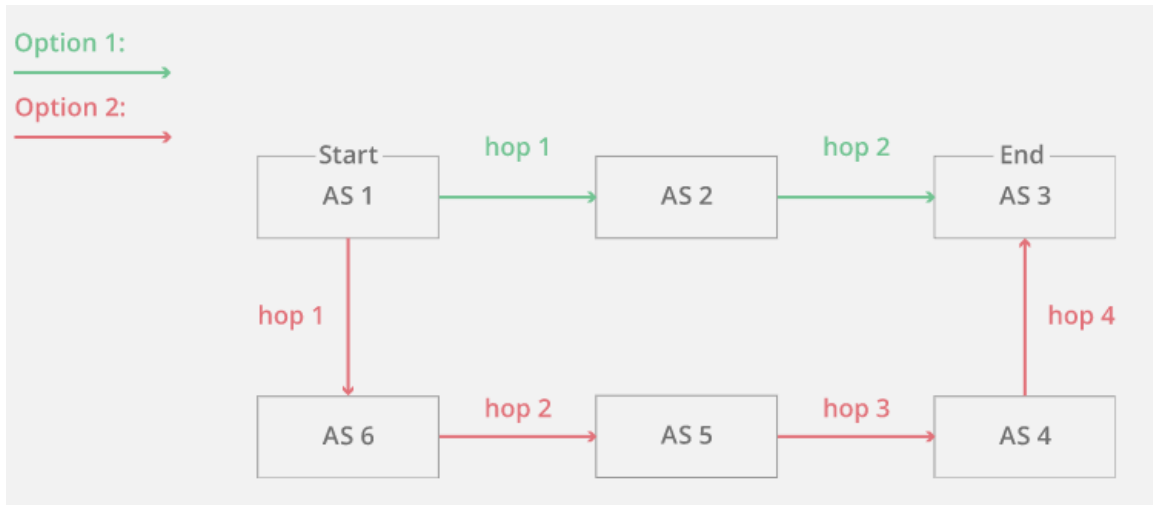 Option 1:
Option 2:
Start
AS 1
hop 1
AS 2
hop 2
End
AS 3
hop 1
hop 4
AS 6
hop 2
AS 5
hop 3
AS 4